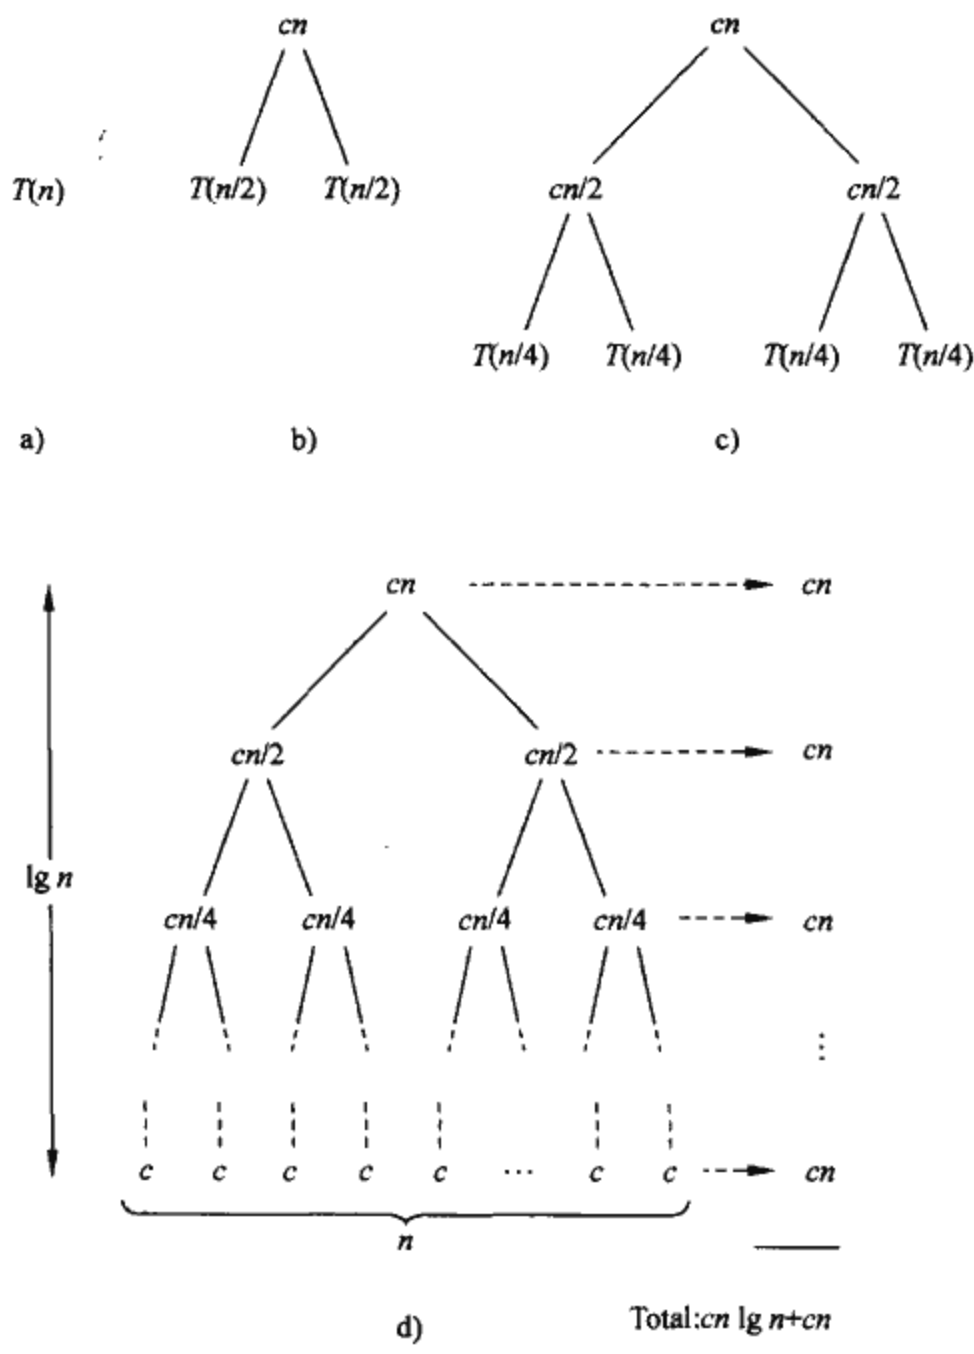 cn
cn
T(n)
T(n/2) T(n/2)
cn/2 cn/2
T(n/4) T(n/4) T(n/4) T(n/4)
a) b) c)
cn cn
cn/2 cn/2 cn
lg n
cn/4 cn/4 cn/4 cn/4 cn
⋮
c c c c c ... c c cn
n
d)
Total:cn lg n+cn